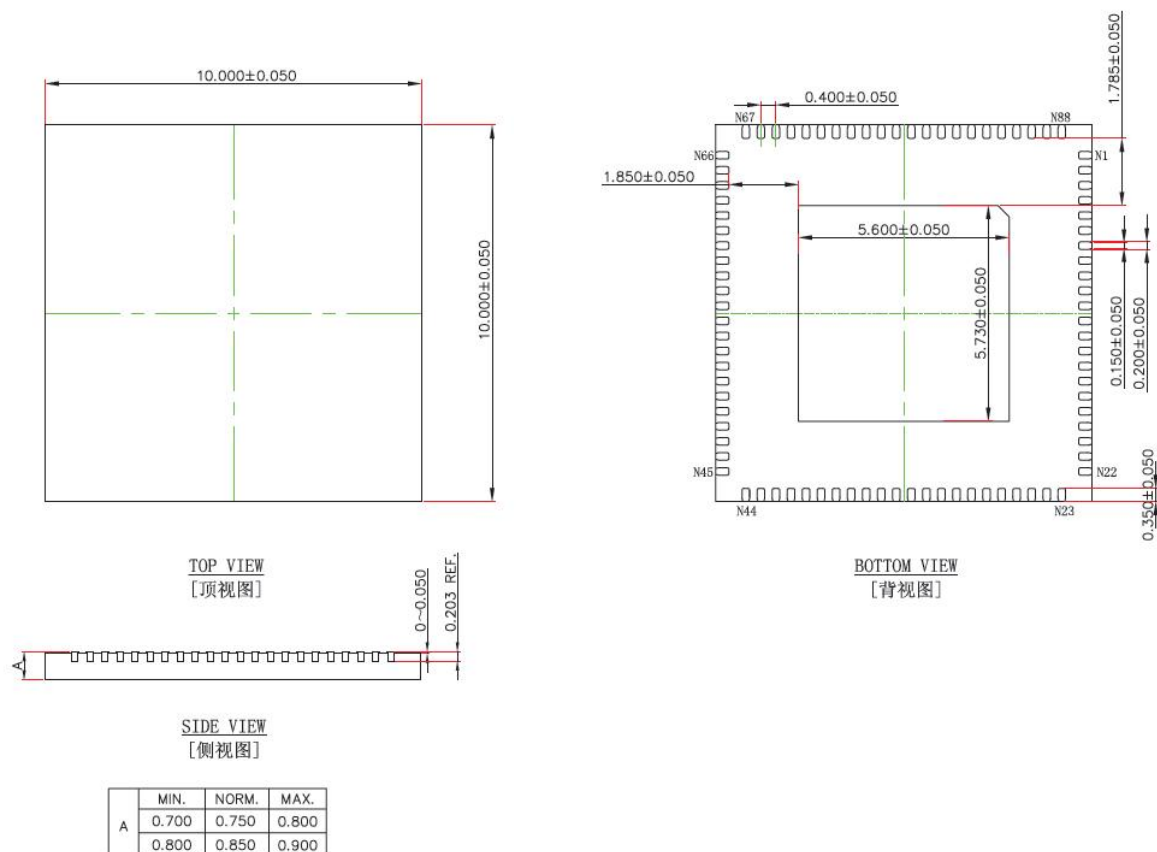 10.000±0.050
10.000±0.050
TOP VIEW
[顶视图]
0.400±0.050
1.785±0.050
N67
N88
N66
N1
1.850±0.050
5.600±0.050
5.730±0.050
0.150±0.050
0.200±0.050
N45
N22
N44
N23
0.350±0.050
BOTTOM VIEW
[背视图]
A
0~0.050
0.203 REF.
SIDE VIEW
[侧视图]
MIN. NORM. MAX.
A 0.700 0.750 0.800
0.800 0.850 0.900